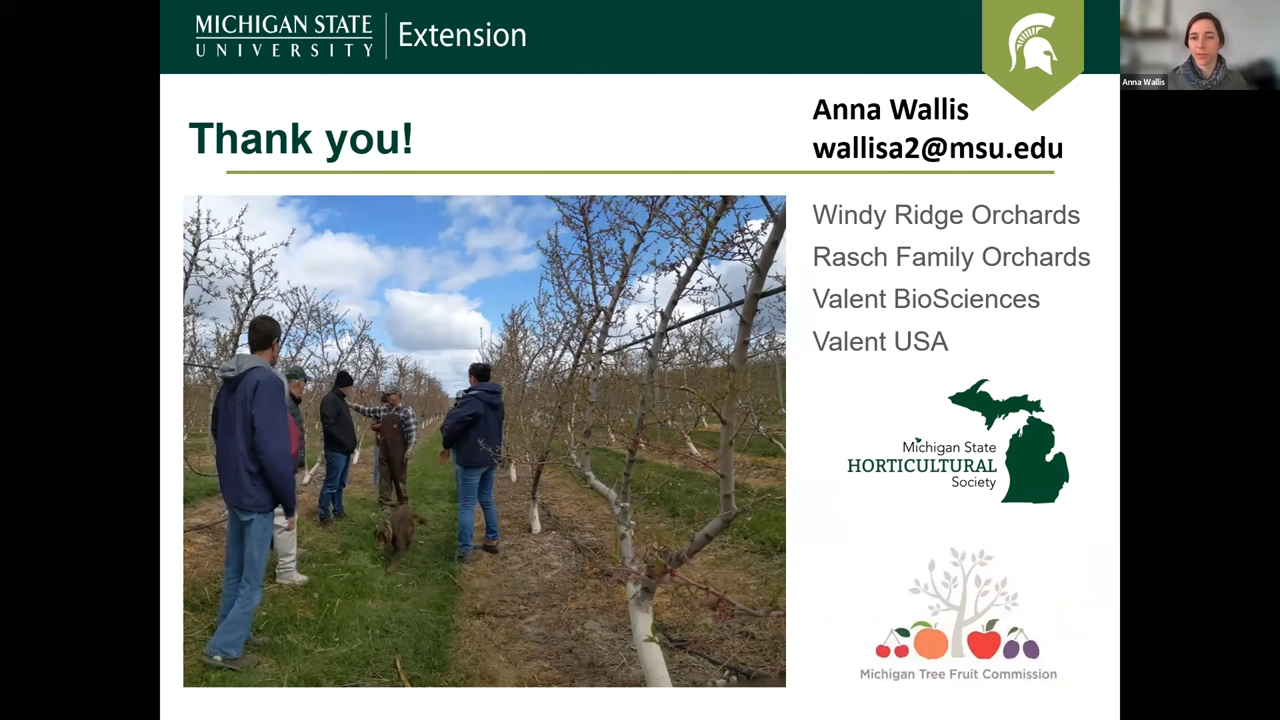 MICHIGAN STATE
UNIVERSITY
Extension
Anna Wallis
Thank you!
Anna Wallis
wallisa2@msu.edu
Windy Ridge Orchards
Rasch Family Orchards
Valent BioSciences
Valent USA
Michigan State
HORTICULTURAL
Society
Michigan Tree Fruit Commission